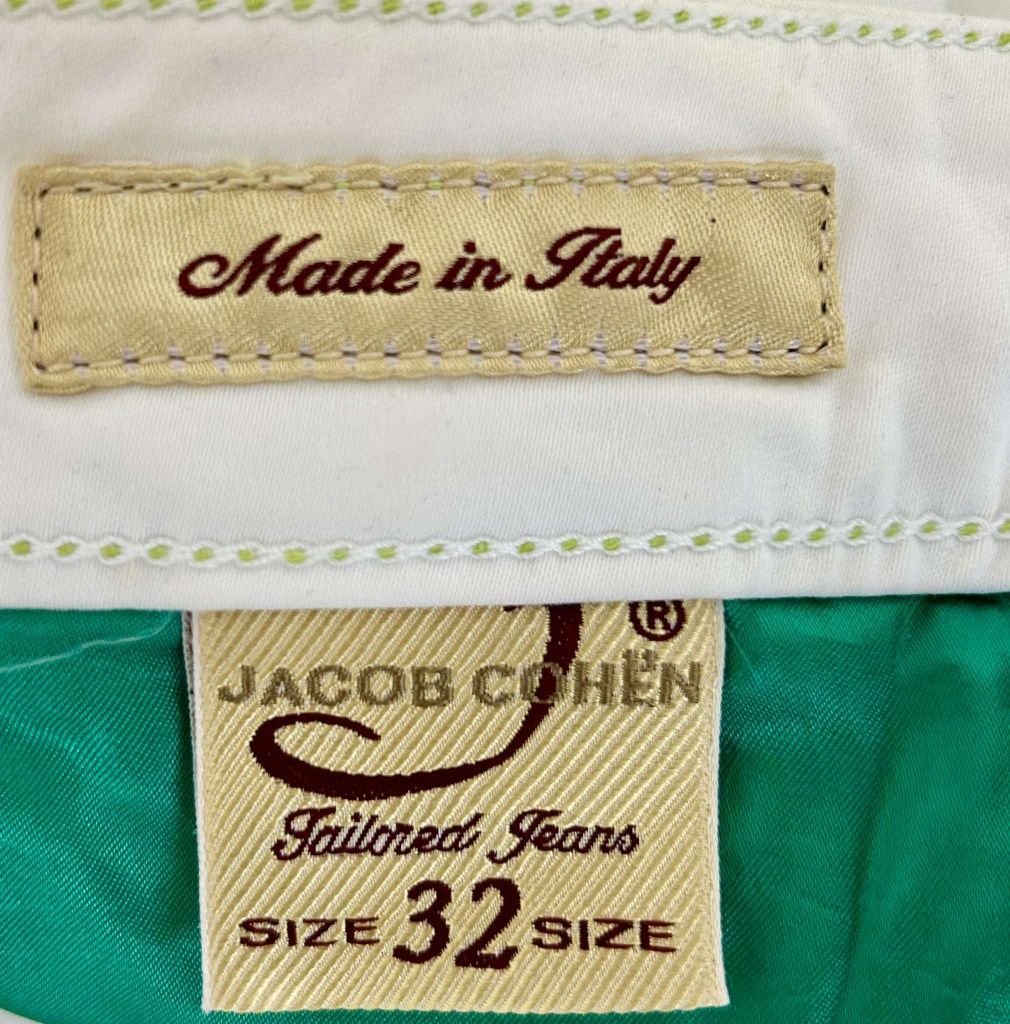 Made in Italy
®
JACOB COHËN
Tailored Jeans
SIZE 32 SIZE